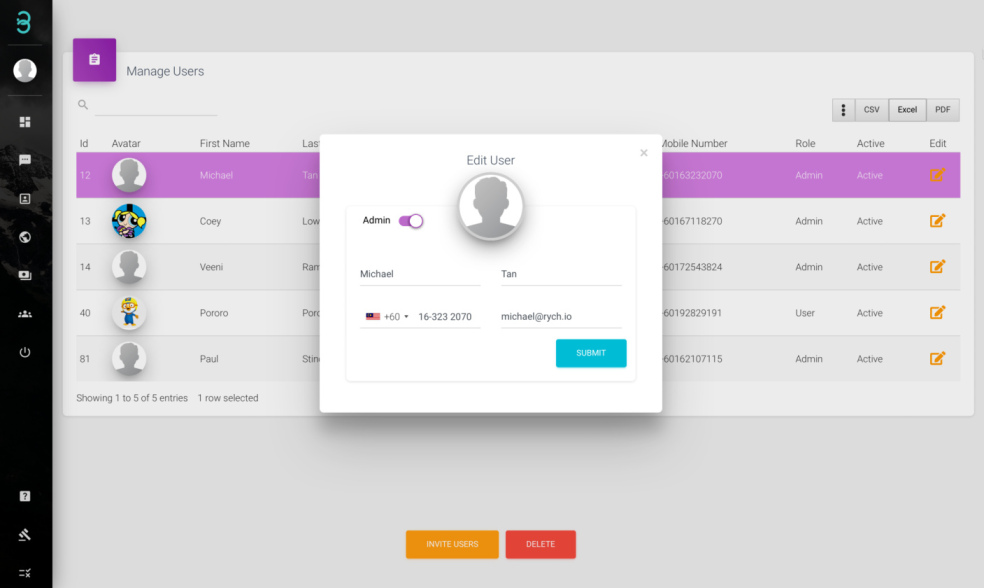 Manage Users
CSV Excel PDF
Id Avatar First Name Las Mobile Number Role Active Edit
12 Michael Tan 60163232070 Admin Active
13 Coey Low 60167118270 Admin Active
14 Veeni Ram 60172543824 Admin Active
40 Pororo Por 60192829191 User Active
81 Paul Stin 60162107115 Admin Active
Showing 1 to 5 of 5 entries 1 row selected
Edit User
×
Admin
Michael Tan
+60 16-323 2070 michael@rych.io
SUBMIT
INVITE USERS DELETE
?